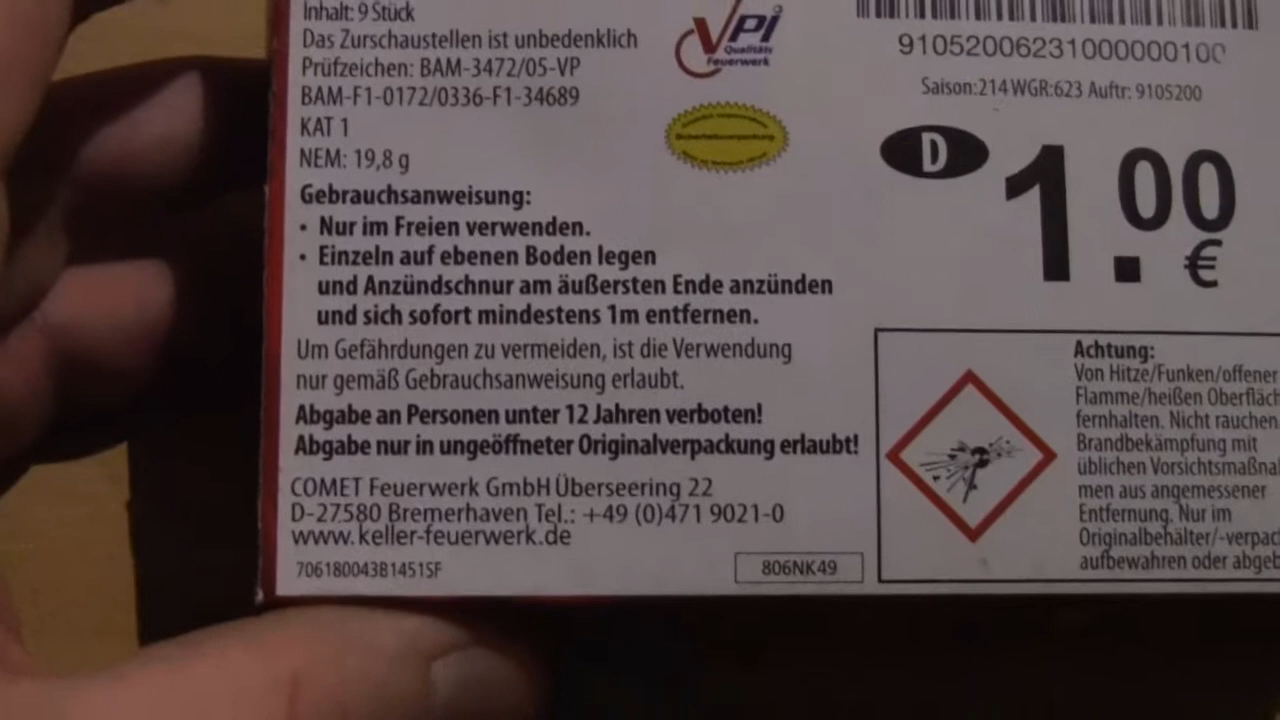 Inhalt: 9 Stück
Das Zurschaustellen ist unbedenklich
Prüfzeichen: BAM-3472/05-VP
BAM-F1-0172/0336-F1-34689
KAT 1
NEM: 19,8 g
Gebrauchsanweisung:
• Nur im Freien verwenden.
• Einzeln auf ebenen Boden legen
und Anzündschnur am äußersten Ende anzünden
und sich sofort mindestens 1m entfernen.
Um Gefährdungen zu vermeiden, ist die Verwendung
nur gemäß Gebrauchsanweisung erlaubt.
Abgabe an Personen unter 12 Jahren verboten!
Abgabe nur in ungeöffneter Originalverpackung erlaubt!
COMET Feuerwerk GmbH Überseering 22
D-27580 Bremerhaven Tel.: +49 (0)471 9021-0
www.keller-feuerwerk.de
706180043B1451SF
806NK49
VPI
Qualitäts
Feuerwerk
Sicherheitsverpackung
9105200623100000010
Saison:214 WGR:623 Auftr: 9105200
D
1.00
€
Achtung:
Von Hitze/Funken/offener
Flamme/heißen Oberfläch
fernhalten. Nicht rauchen
Brandbekämpfung mit
üblichen Vorsichtsmaßna
men aus angemessener
Entfernung. Nur im
Originalbehälter/-verpac
aufbewahren oder abgeb